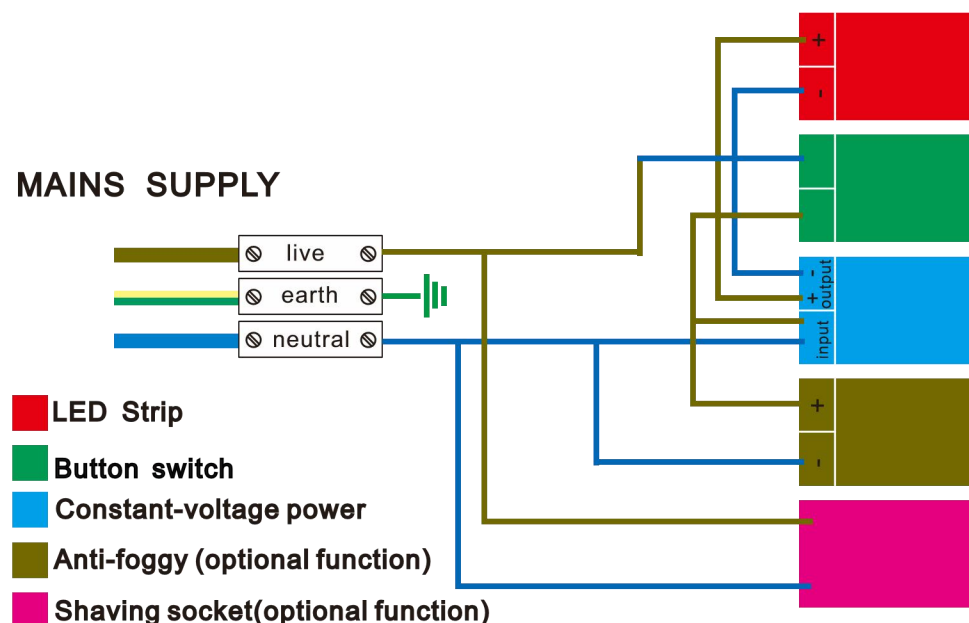 MAINS SUPPLY
live
earth
neutral
LED Strip
Button switch
Constant-voltage power
Anti-foggy (optional function)
Shaving socket(optional function)
+
-
- +
output
input
+
-